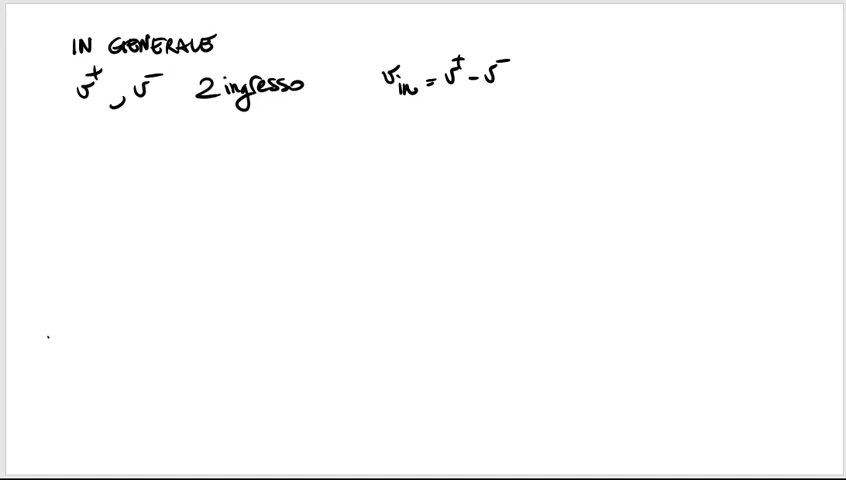 IN GENERALE
v⁺, v⁻ 2 ingresso v_in = v⁺ - v⁻